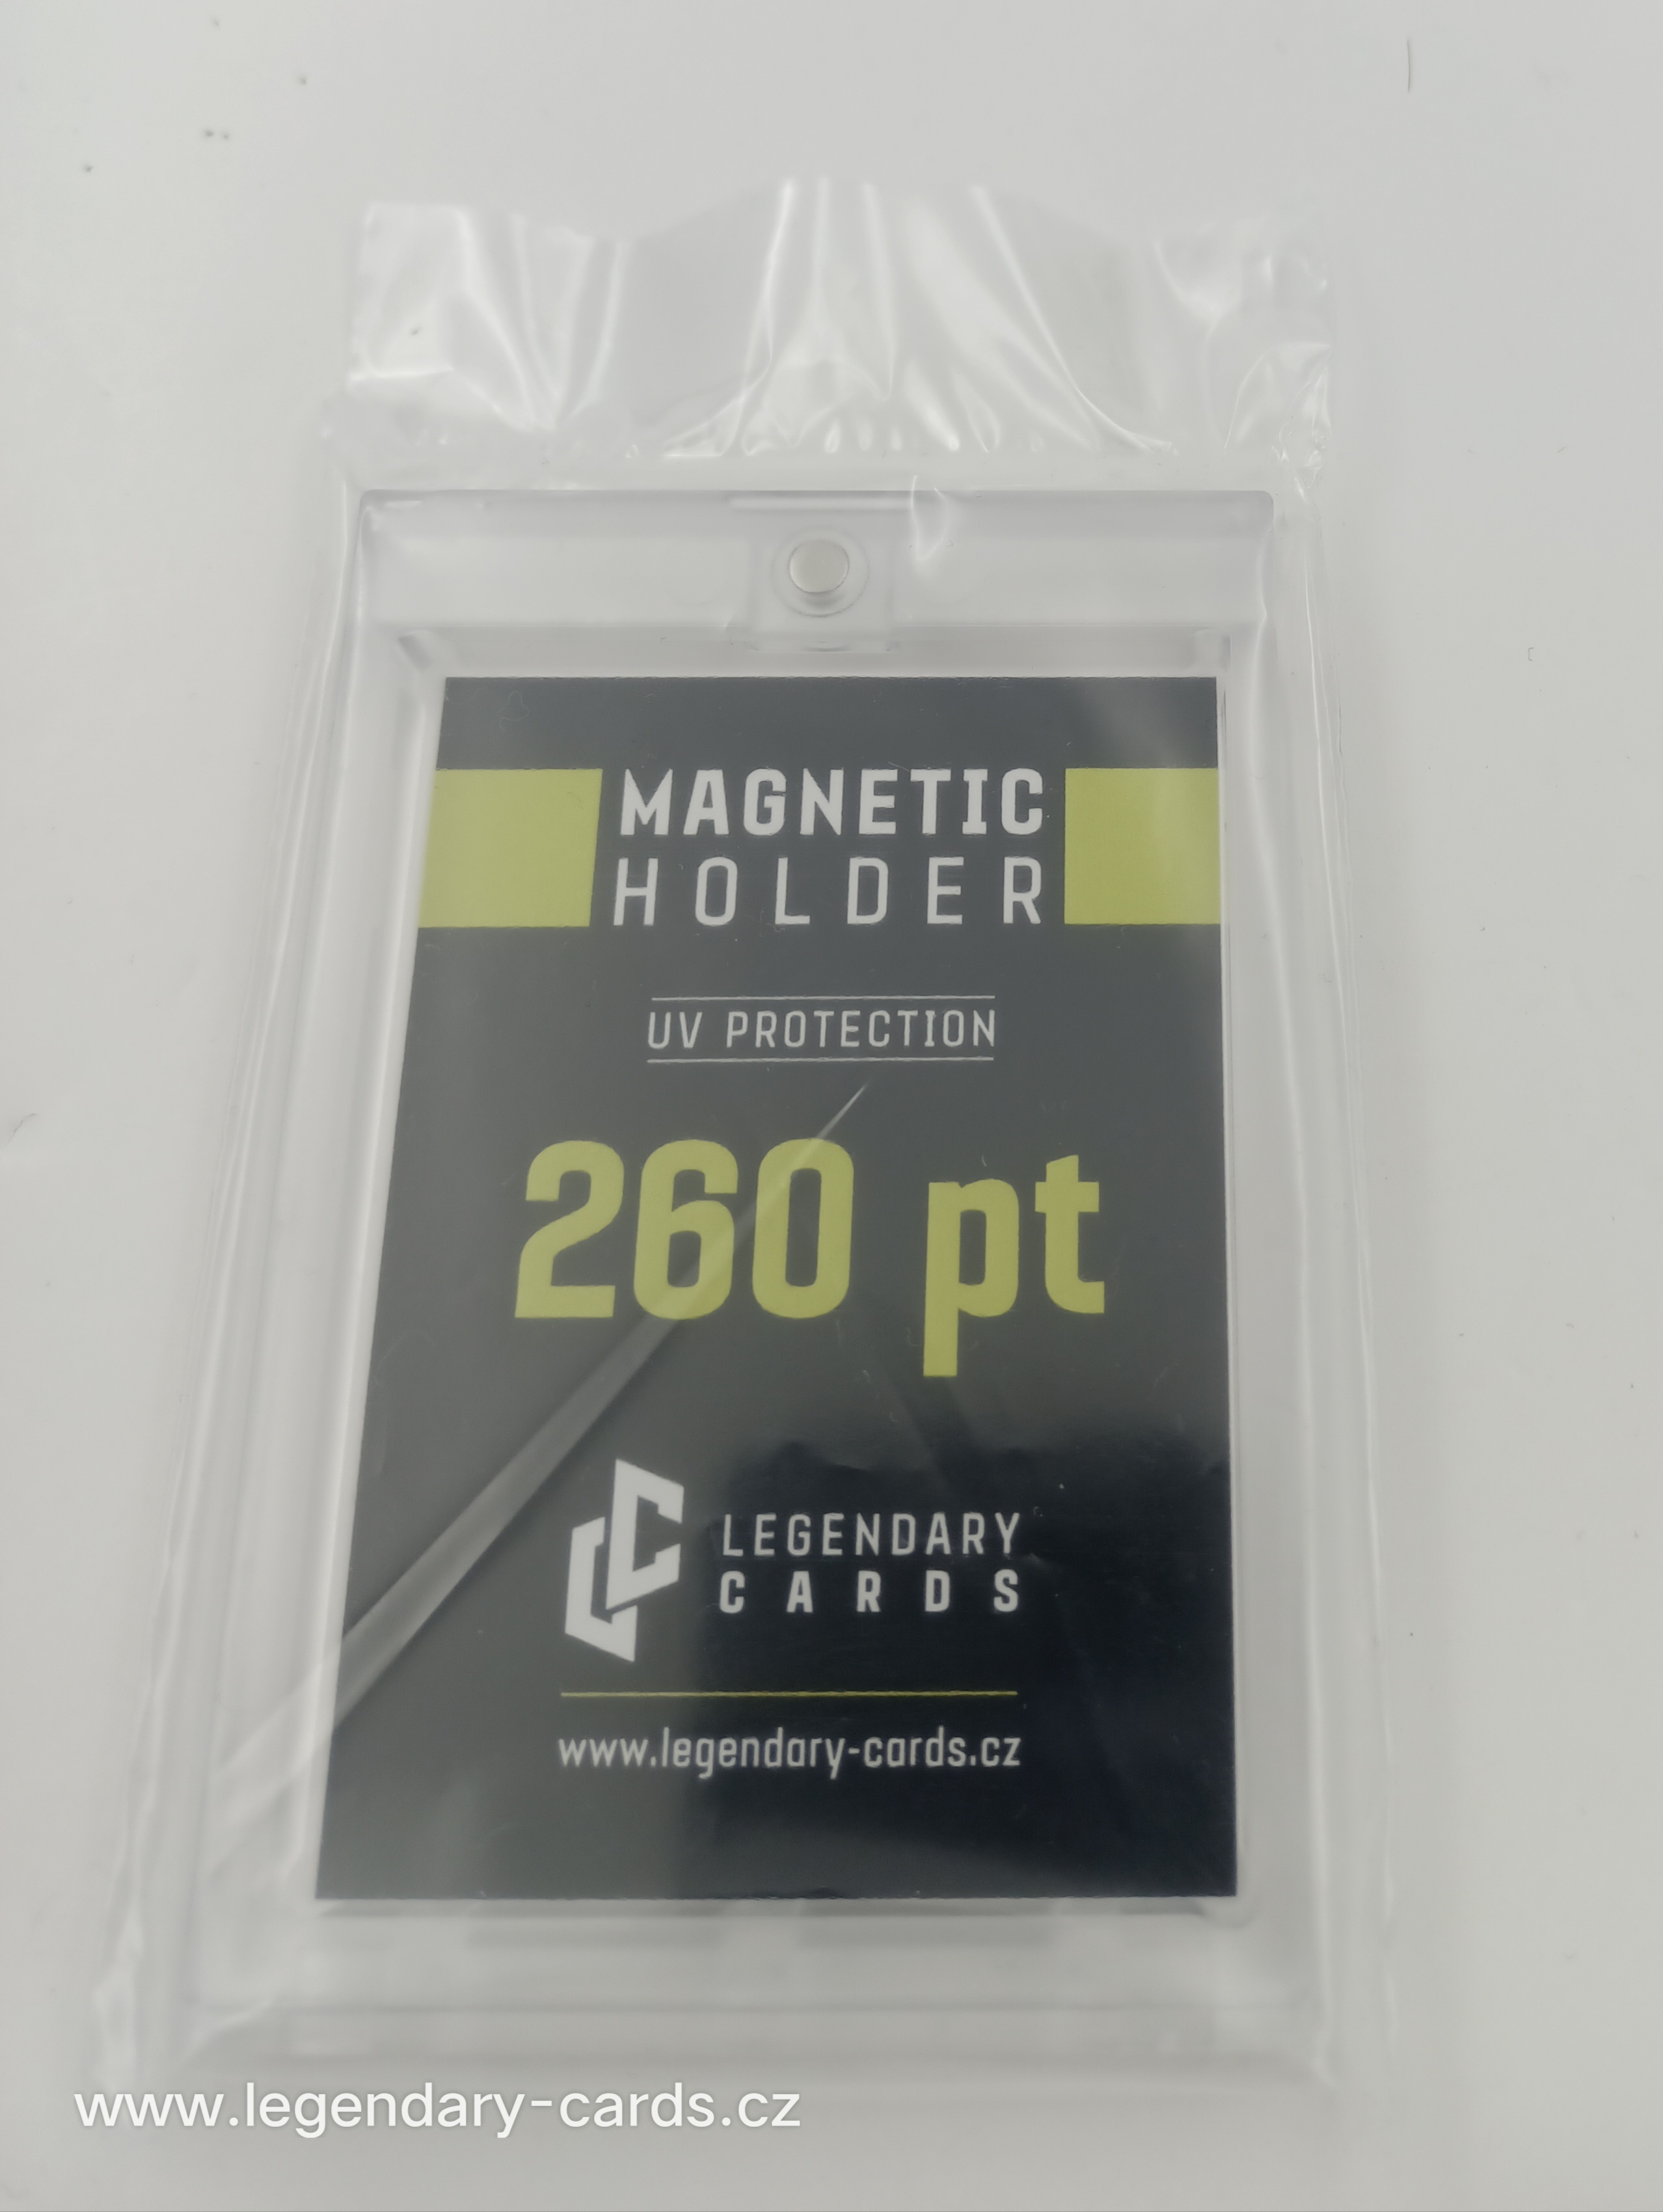 MAGNETIC
HOLDER
UV PROTECTION
260 pt
LEGENDARY
CARDS
www.legendary-cards.cz
www.legendary-cards.cz